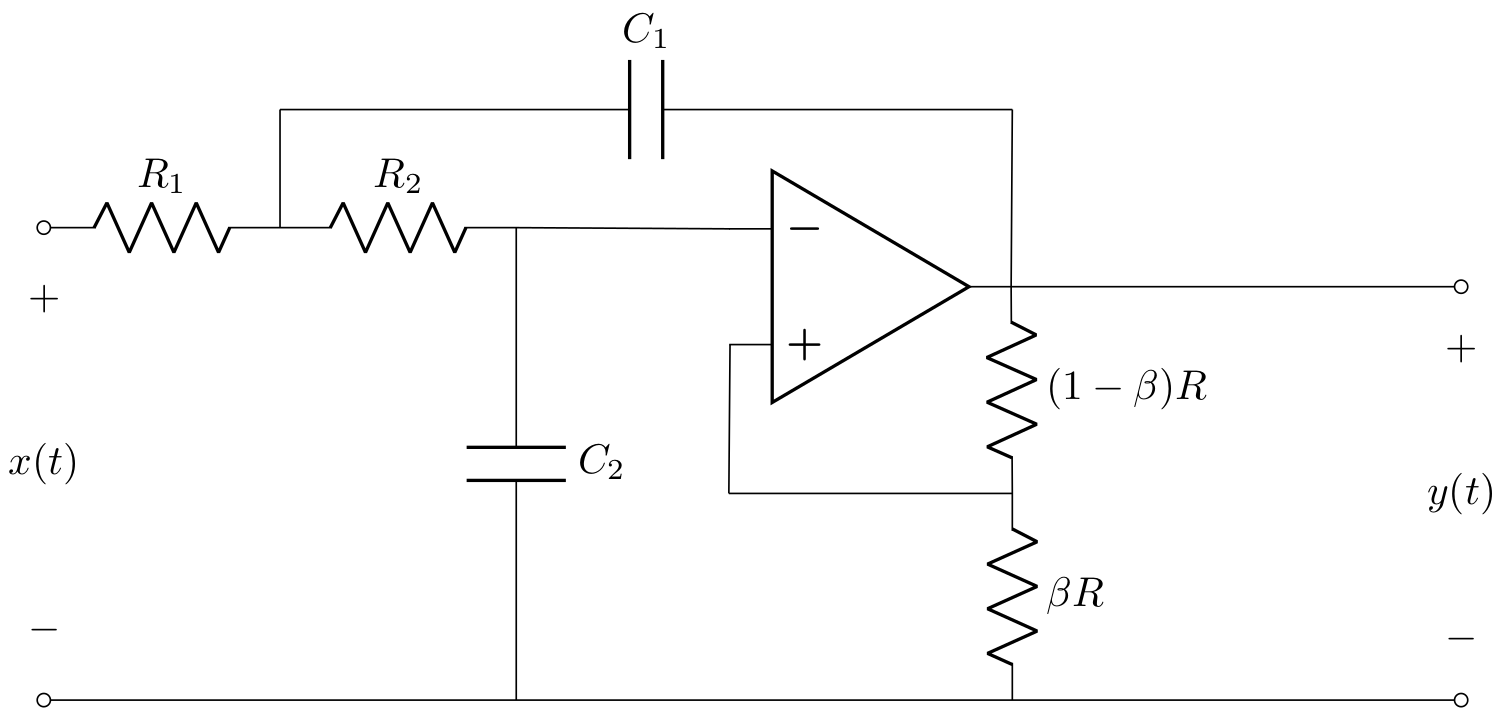 C₁
R₁
R₂
−
+
+
+
(1 − β)R
x(t)
C₂
y(t)
βR
−
−